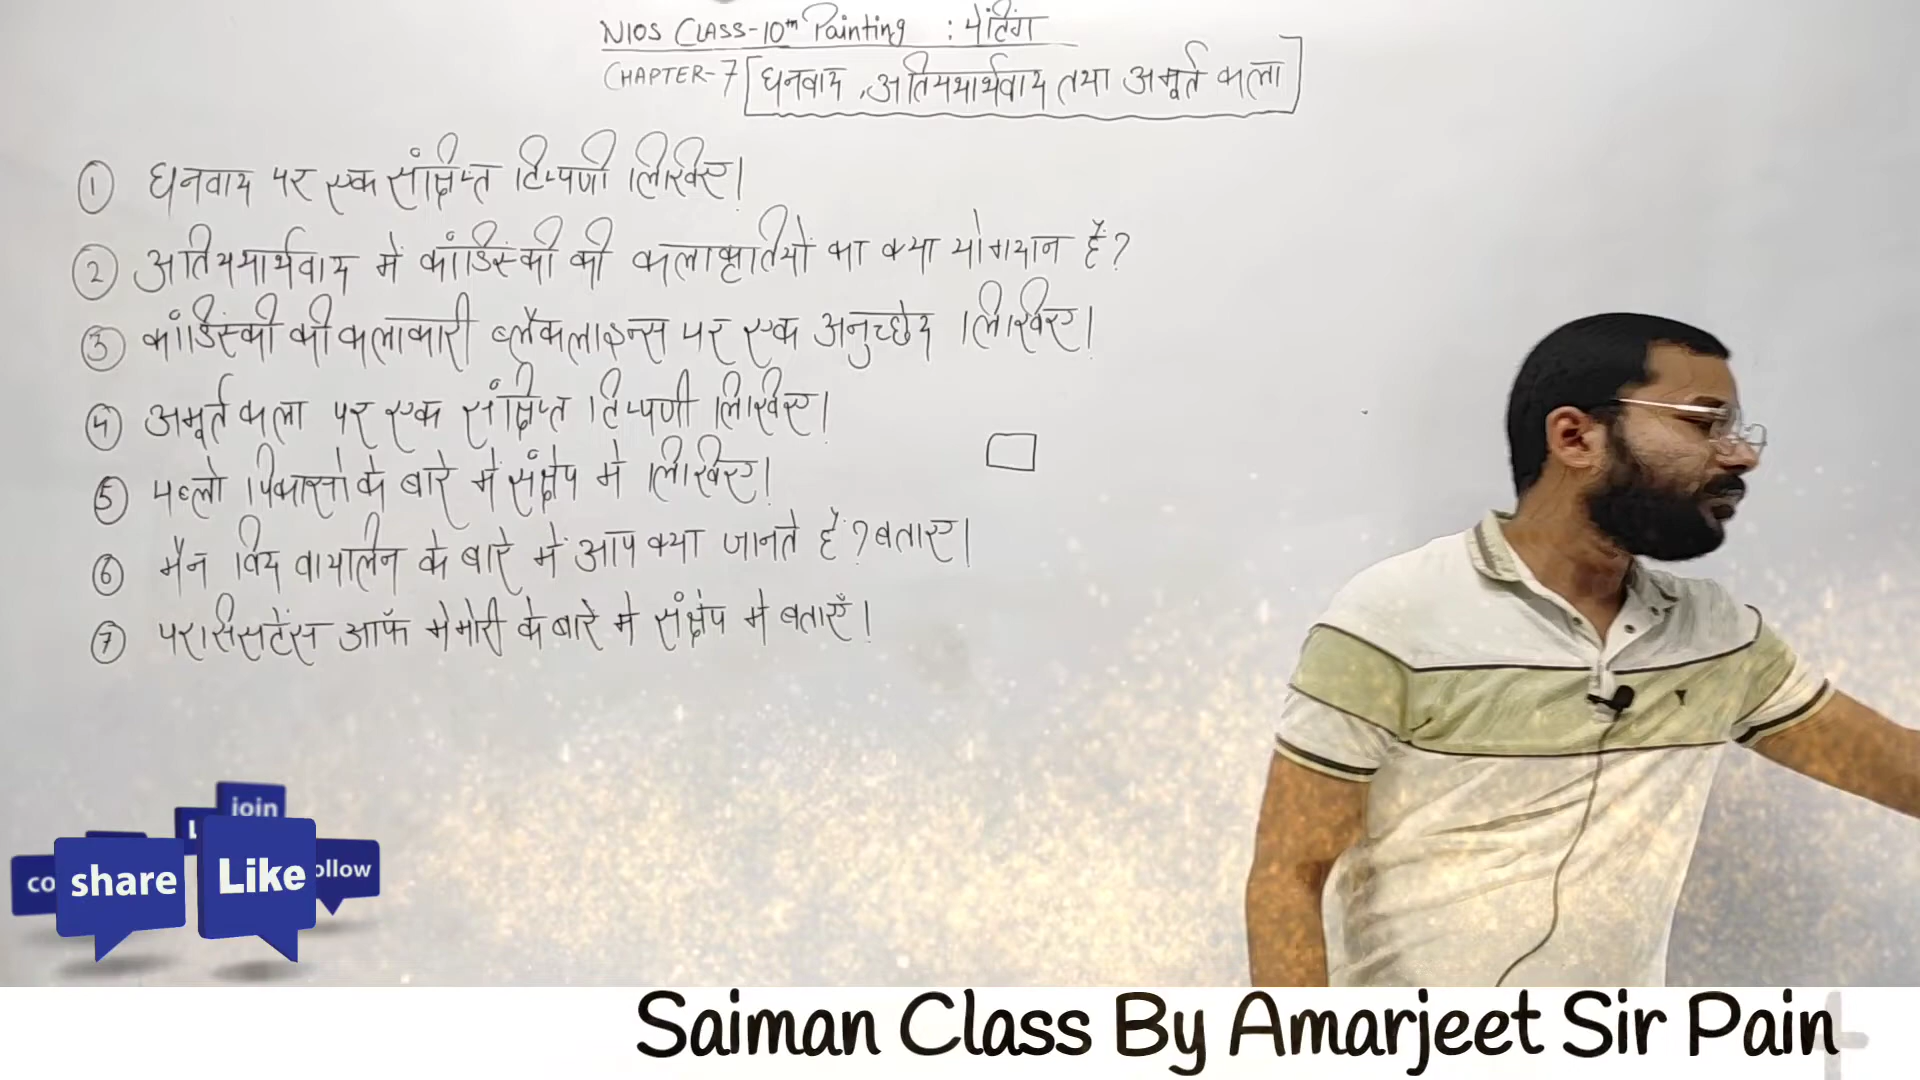 NIOS CLASS-10th Painting : पेंटिंग
CHAPTER-7 घनवाद, अतियथार्थवाद तथा अमूर्त कला
① घनवाद पर एक संक्षिप्त टिप्पणी लिखिए।
② अतियथार्थवाद में कांडिंस्की की कलाकृतियों का क्या योगदान है?
③ कांडिंस्की की कलाकारी ब्लैकलाइन्स पर एक अनुच्छेद लिखिए।
④ अमूर्त कला पर एक संक्षिप्त टिप्पणी लिखिए।
⑤ पब्लो पिकासो के बारे में संक्षेप में लिखिए।
⑥ मैन विद वायलिन के बारे में आप क्या जानते है? बताए।
⑦ परसिसटेंस ऑफ मेमोरी के बारे में संक्षेप में बताएँ।
join
L
co share Like ollow
Saiman Class By Amarjeet Sir Pain